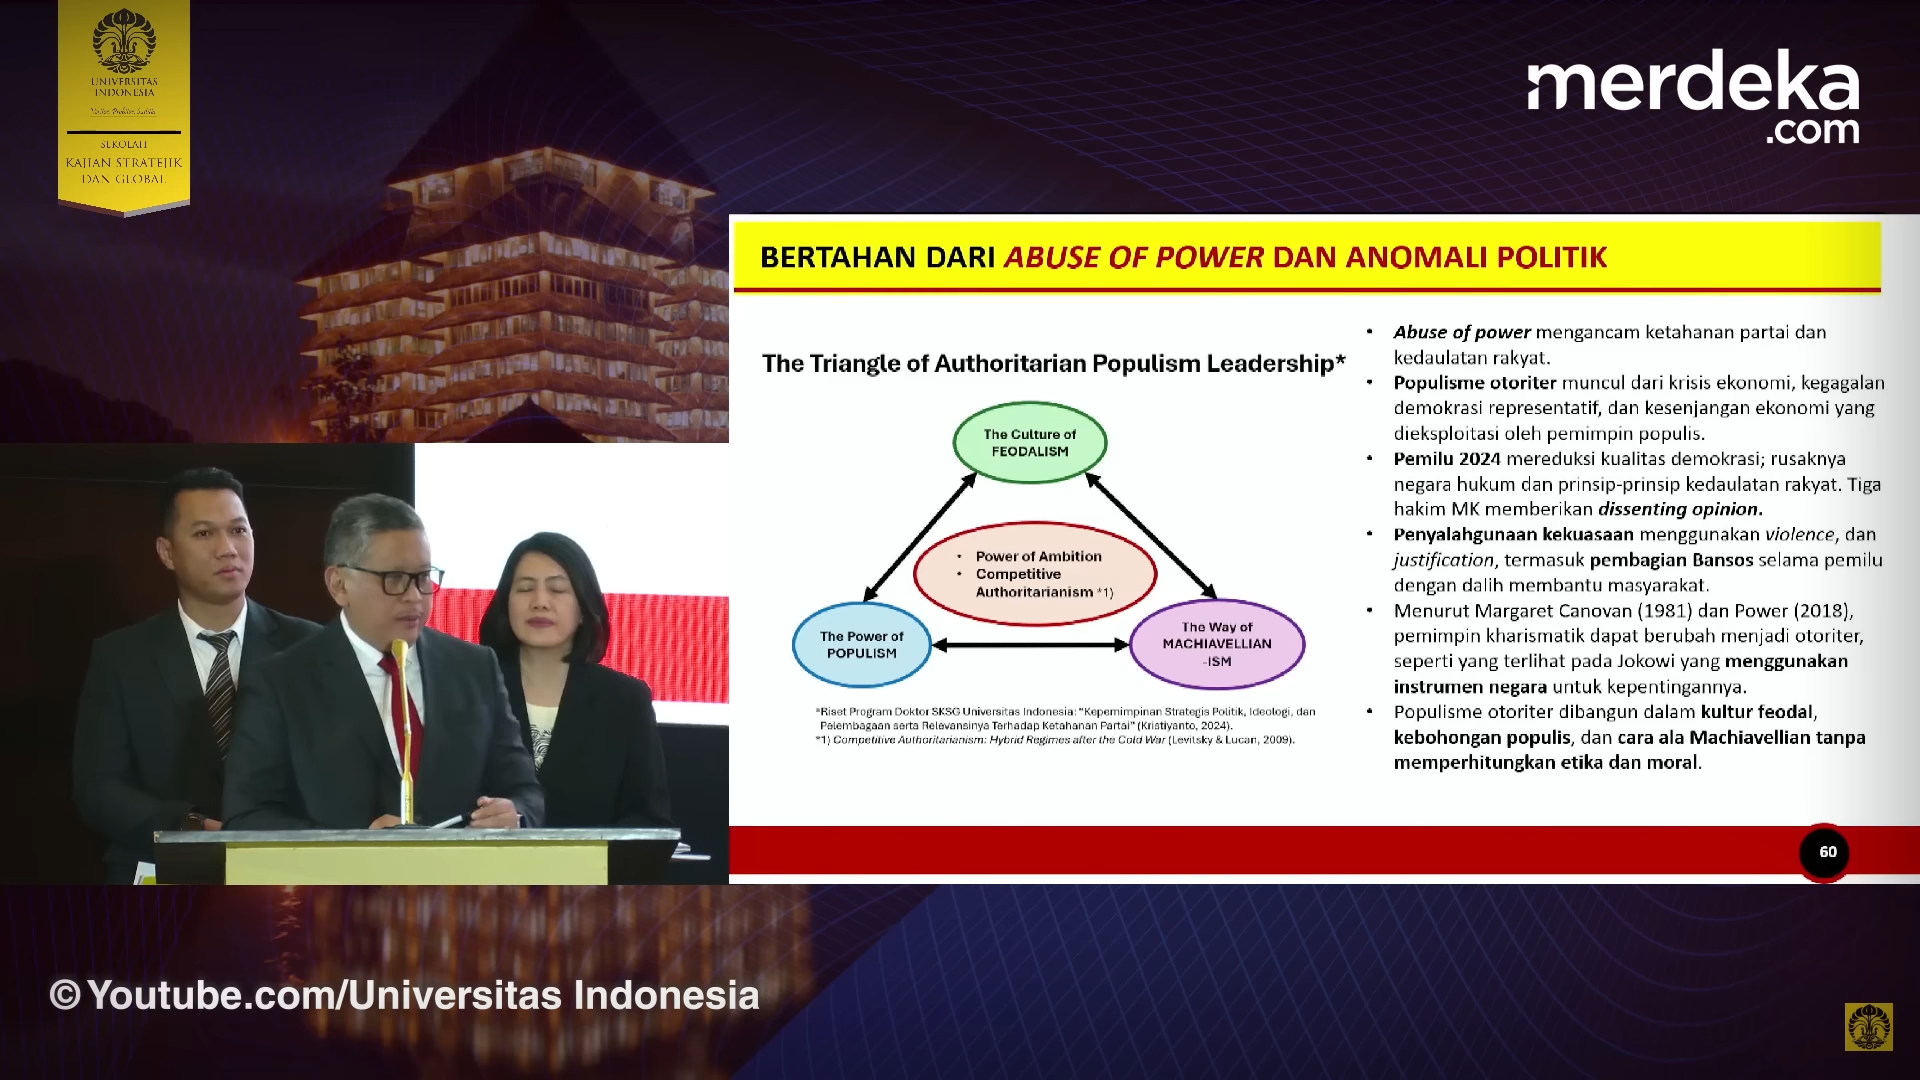 UNIVERSITAS
INDONESIA
Veritas, Probitas, Iustitia
SEKOLAH
KAJIAN STRATEJIK
DAN GLOBAL
merdeka
.com
BERTAHAN DARI ABUSE OF POWER DAN ANOMALI POLITIK
The Triangle of Authoritarian Populism Leadership*
The Culture of
FEODALISM
• Power of Ambition
• Competitive
Authoritarianism *1)
The Power of
POPULISM
The Way of
MACHIAVELLIAN
-ISM
*Riset Program Doktor SKSG Universitas Indonesia: "Kepemimpinan Strategis Politik, Ideologi, dan
Pelembagaan serta Relevansinya Terhadap Ketahanan Partai" (Kristiyanto, 2024).
*1) Competitive Authoritarianism: Hybrid Regimes after the Cold War (Levitsky & Lucan, 2009).
• Abuse of power mengancam ketahanan partai dan
kedaulatan rakyat.
• Populisme otoriter muncul dari krisis ekonomi, kegagalan
demokrasi representatif, dan kesenjangan ekonomi yang
dieksploitasi oleh pemimpin populis.
• Pemilu 2024 mereduksi kualitas demokrasi; rusaknya
negara hukum dan prinsip-prinsip kedaulatan rakyat. Tiga
hakim MK memberikan dissenting opinion.
• Penyalahgunaan kekuasaan menggunakan violence, dan
justification, termasuk pembagian Bansos selama pemilu
dengan dalih membantu masyarakat.
• Menurut Margaret Canovan (1981) dan Power (2018),
pemimpin kharismatik dapat berubah menjadi otoriter,
seperti yang terlihat pada Jokowi yang menggunakan
instrumen negara untuk kepentingannya.
• Populisme otoriter dibangun dalam kultur feodal,
kebohongan populis, dan cara ala Machiavellian tanpa
memperhitungkan etika dan moral.
60
© Youtube.com/Universitas Indonesia